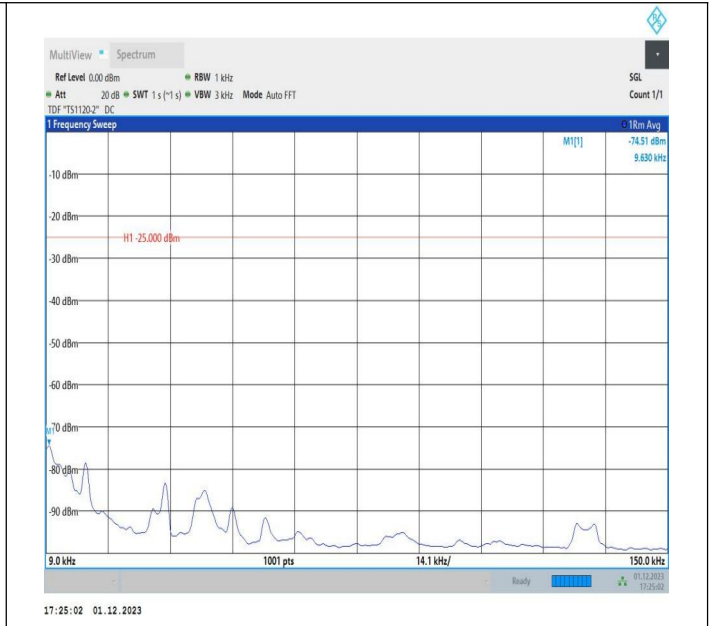 R S
MultiView Spectrum
Ref Level 0.00 dBm RBW 1 kHz SGL
Att 20 dB SWT 1 s (~1 s) VBW 3 kHz Mode Auto FFT Count 1/1
TDF "TS1120-2" DC
1 Frequency Sweep 1Rm Avg
M1[1] -74.51 dBm
9.630 kHz
-10 dBm
-20 dBm
H1 -25.000 dBm
-30 dBm
-40 dBm
-50 dBm
-60 dBm
-70 dBm
M1
-80 dBm
-90 dBm
9.0 kHz 1001 pts 14.1 kHz/ 150.0 kHz
Ready 01.12.2023
17:25:02
17:25:02 01.12.2023